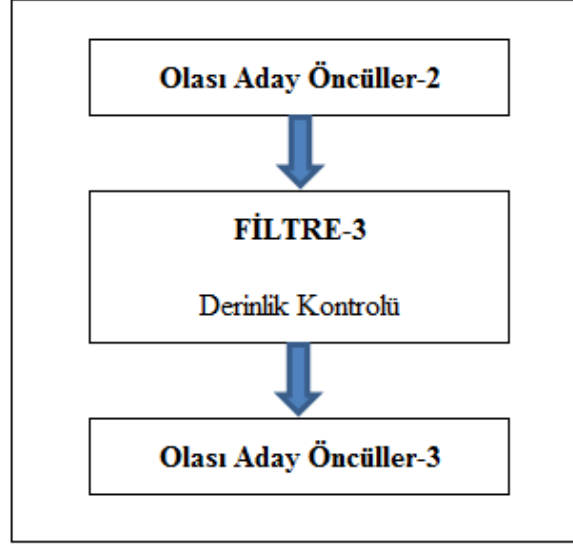 Olası Aday Öncüller-2
FİLTRE-3
Derinlik Kontrolü
Olası Aday Öncüller-3